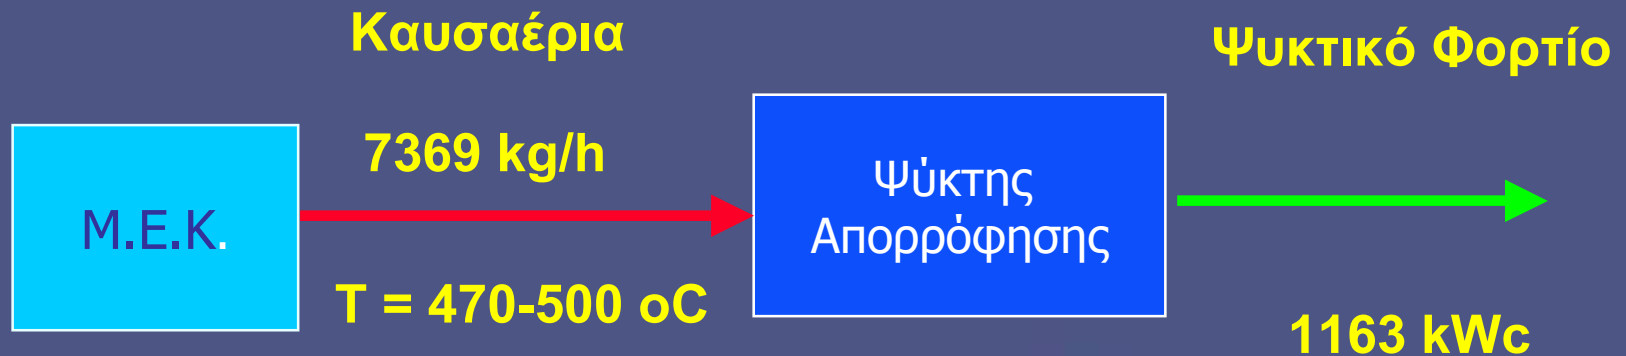 Καυσαέρια
Ψυκτικό Φορτίο
7369 kg/h
Μ.Ε.Κ.
Τ = 470-500 oC
Ψύκτης
Απορρόφησης
1163 kWc